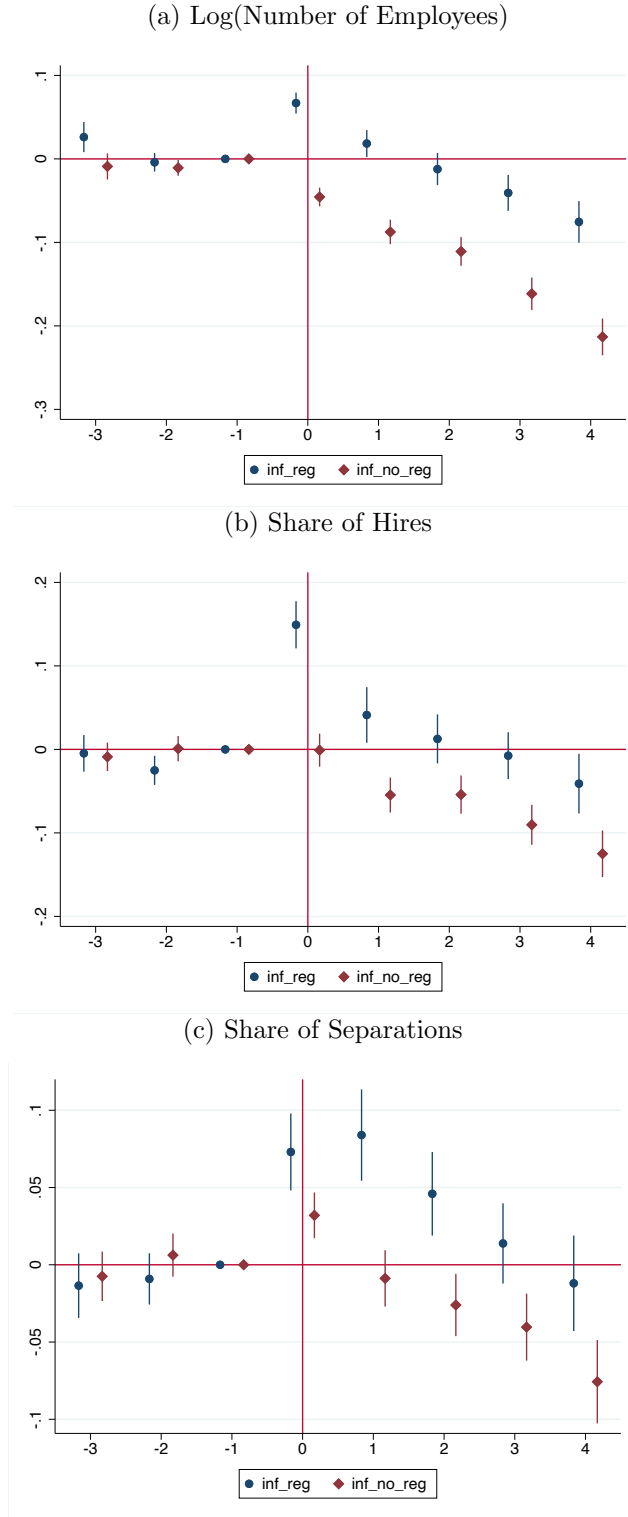 (a) Log(Number of Employees)
.1
0
-.1
-.2
-.3
-3 -2 -1 0 1 2 3 4
inf_reg inf_no_reg
(b) Share of Hires
.2
.1
0
-.1
-.2
-3 -2 -1 0 1 2 3 4
inf_reg inf_no_reg
(c) Share of Separations
.1
.05
0
-.05
-.1
-3 -2 -1 0 1 2 3 4
inf_reg inf_no_reg